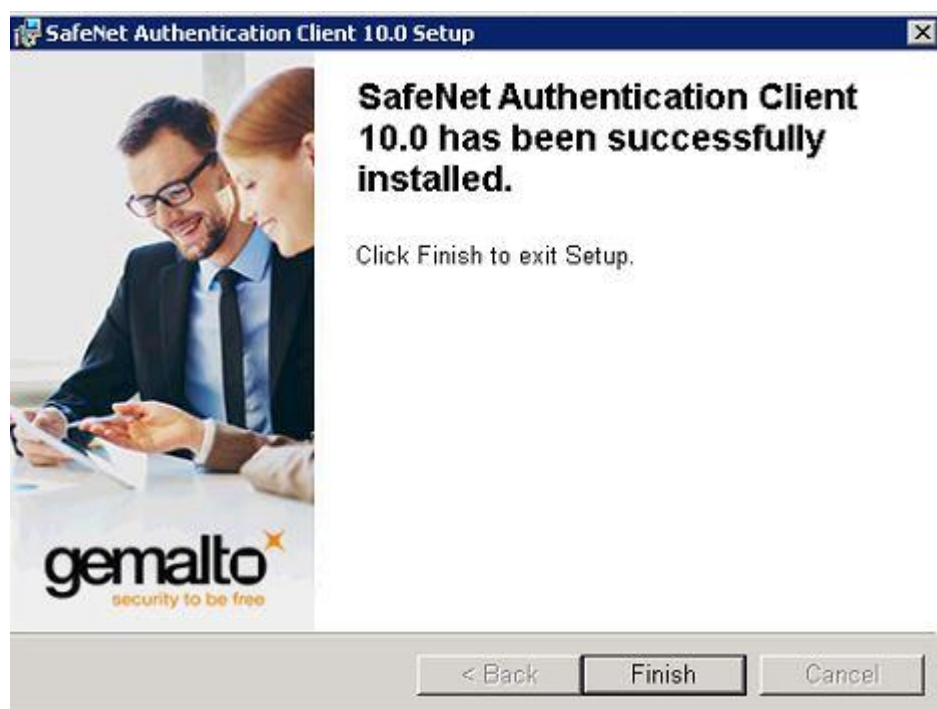 SafeNet Authentication Client 10.0 Setup
SafeNet Authentication Client
10.0 has been successfully
installed.
Click Finish to exit Setup.
gemalto
security to be free
< Back
Finish
Cancel